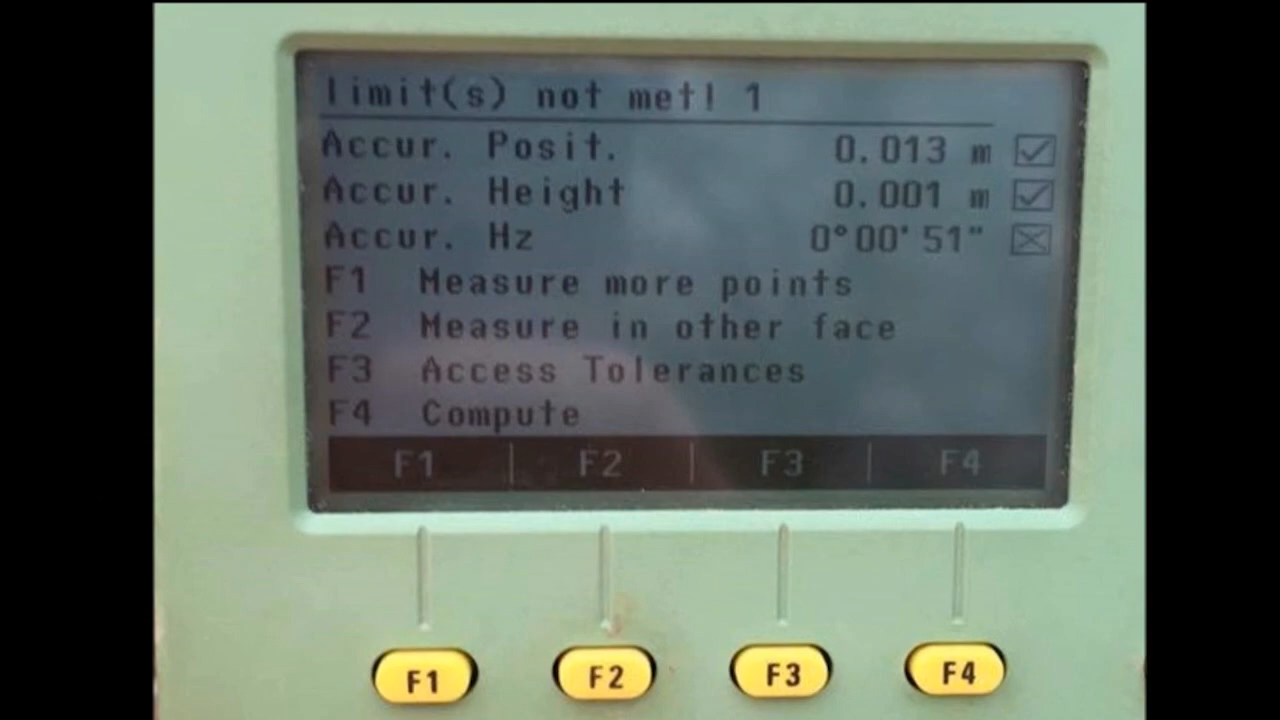 limit(s) not met! 1
Accur. Posit. 0.013 m
Accur. Height 0.001 m
Accur. Hz 0°00'51"
F1 Measure more points
F2 Measure in other face
F3 Access Tolerances
F4 Compute
F1 F2 F3 F4
F1 F2 F3 F4